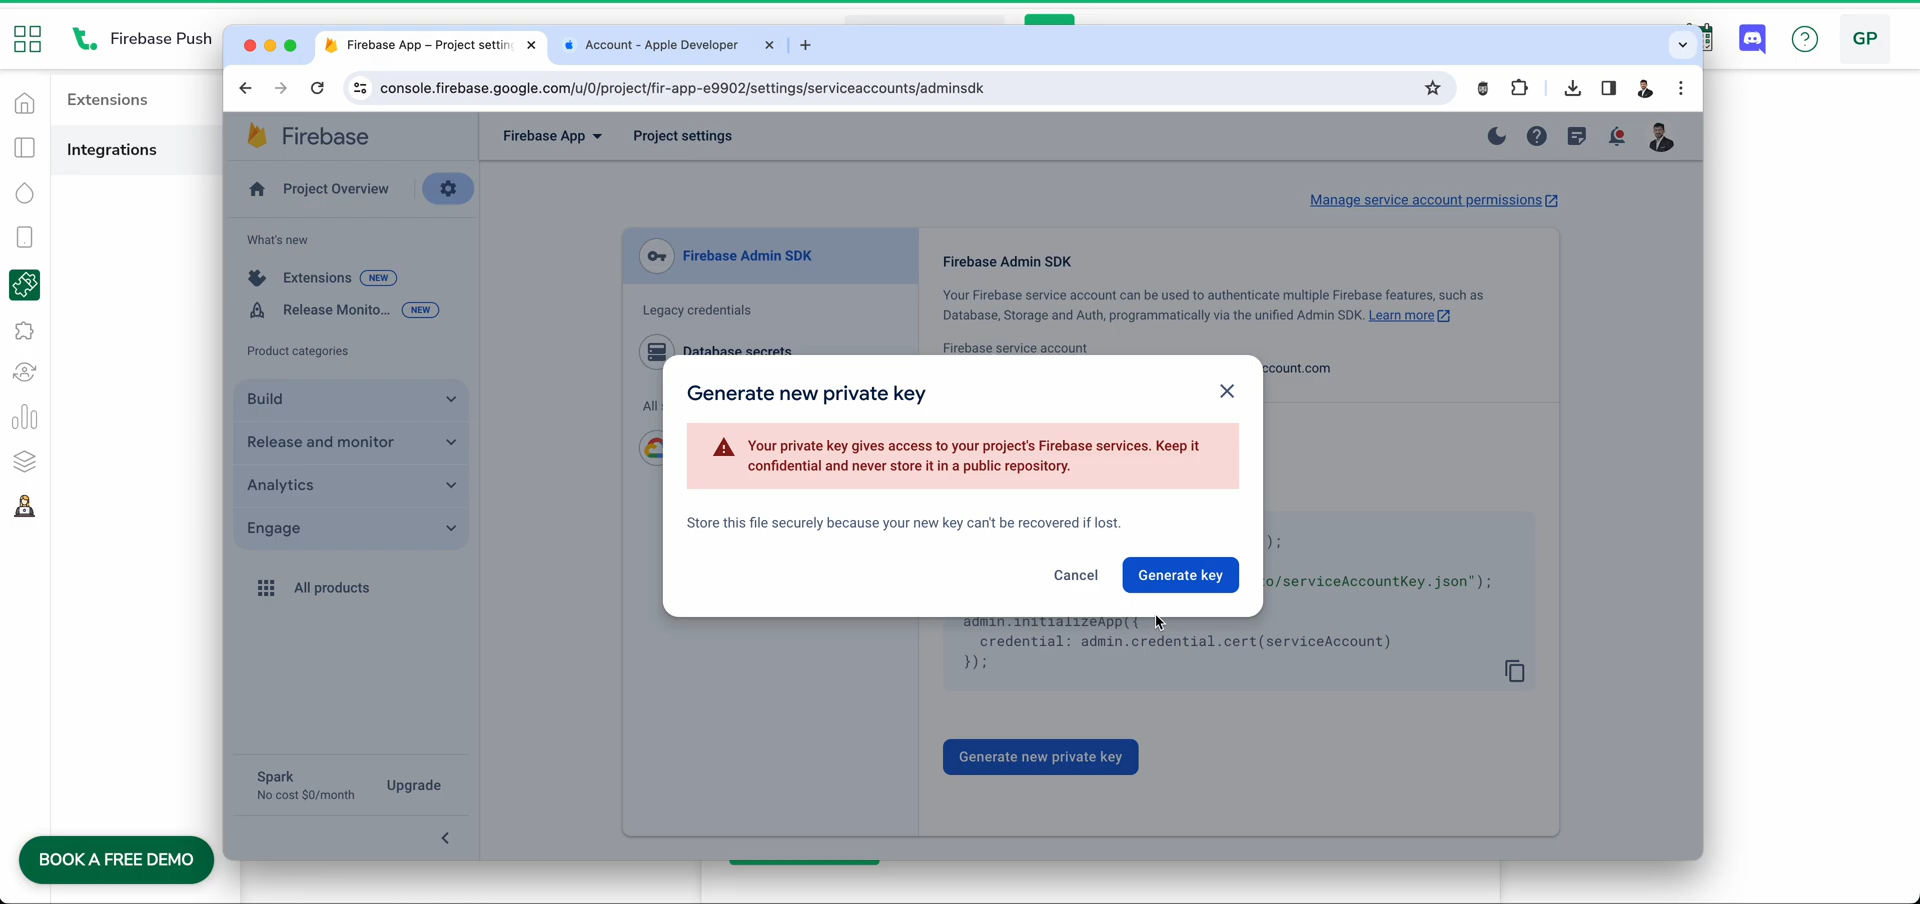 Firebase Push
Firebase App – Project settin
Account - Apple Developer
GP
console.firebase.google.com/u/0/project/fir-app-e9902/settings/serviceaccounts/adminsdk
Extensions
Integrations
Firebase
Firebase App
Project settings
Project Overview
Manage service account permissions
What's new
Extensions NEW
Release Monito... NEW
Product categories
Build
Release and monitor
Analytics
Engage
All products
Spark
No cost $0/month
Upgrade
Firebase Admin SDK
Legacy credentials
Database secrets
All
Firebase Admin SDK
Your Firebase service account can be used to authenticate multiple Firebase features, such as
Database, Storage and Auth, programmatically via the unified Admin SDK. Learn more
Firebase service account
ccount.com
Generate new private key
Your private key gives access to your project's Firebase services. Keep it
confidential and never store it in a public repository.
Store this file securely because your new key can't be recovered if lost.
Cancel
Generate key
);
to/serviceAccountKey.json");
admin.initializeApp({
credential: admin.credential.cert(serviceAccount)
});
Generate new private key
BOOK A FREE DEMO